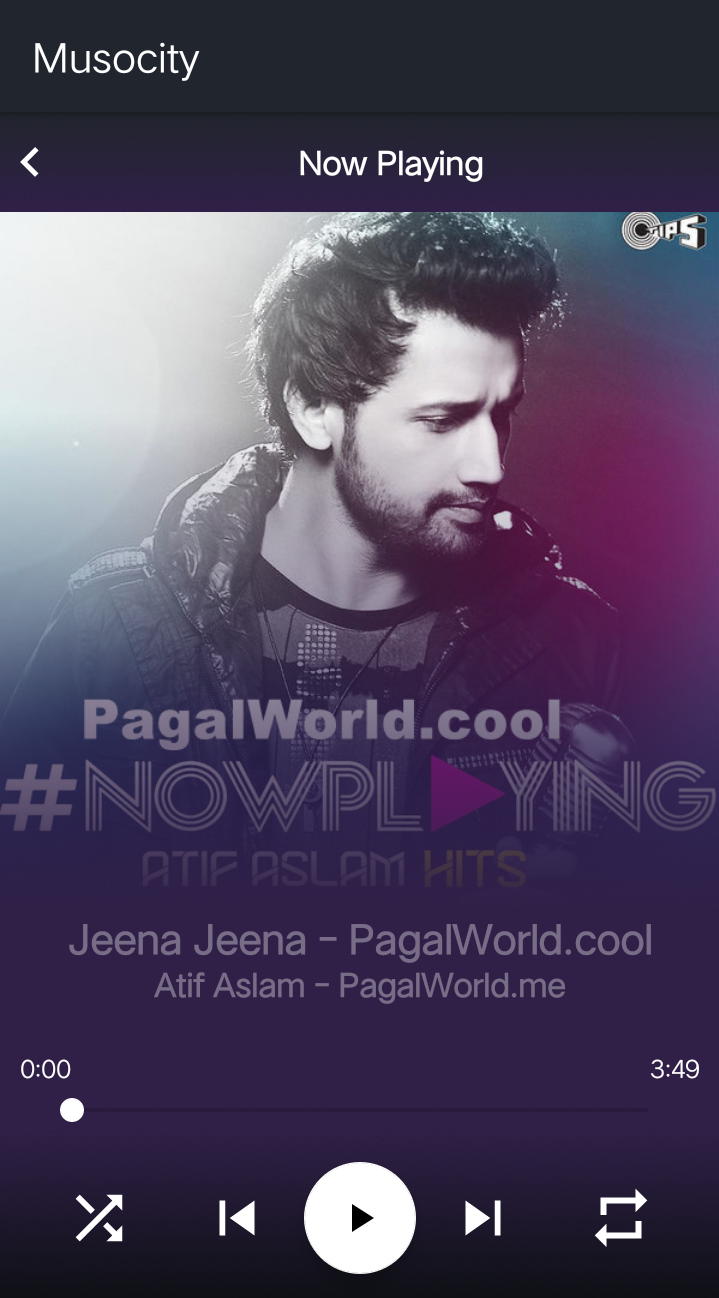 Musocity
Now Playing
TIPS
PagalWorld.cool
#NOWPLAYING
ATIF ASLAM HITS
Jeena Jeena - PagalWorld.cool
Atif Aslam - PagalWorld.me
0:00
3:49